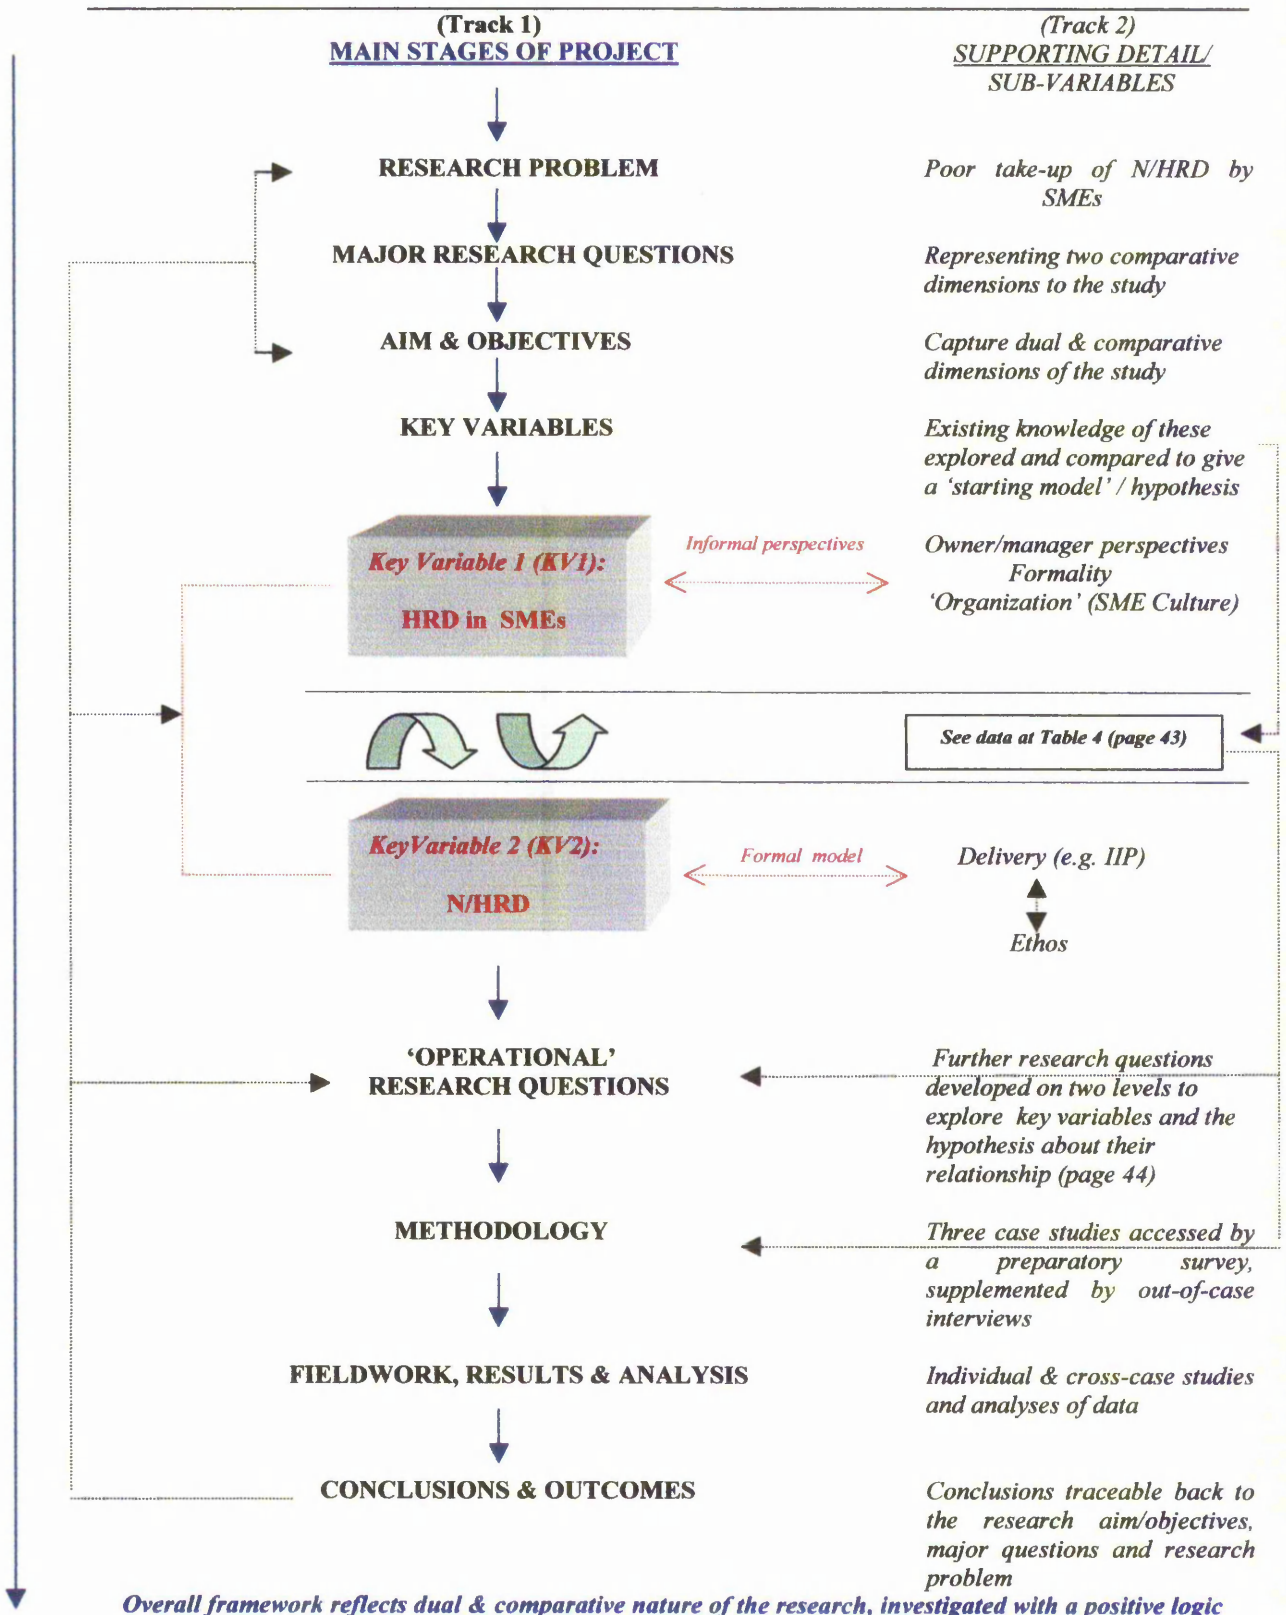 (Track 1)
MAIN STAGES OF PROJECT
(Track 2)
SUPPORTING DETAIL/
SUB-VARIABLES
RESEARCH PROBLEM
Poor take-up of N/HRD by
SMEs
MAJOR RESEARCH QUESTIONS
Representing two comparative
dimensions to the study
AIM & OBJECTIVES
Capture dual & comparative
dimensions of the study
KEY VARIABLES
Existing knowledge of these
explored and compared to give
a ‘starting model’ / hypothesis
Key Variable 1 (KV1):
HRD in SMEs
Informal perspectives
Owner/manager perspectives
Formality
‘Organization’ (SME Culture)
See data at Table 4 (page 43)
KeyVariable 2 (KV2):
N/HRD
Formal model
Delivery (e.g. IIP)
Ethos
‘OPERATIONAL’
RESEARCH QUESTIONS
Further research questions
developed on two levels to
explore key variables and the
hypothesis about their
relationship (page 44)
METHODOLOGY
Three case studies accessed by
a preparatory survey,
supplemented by out-of-case
interviews
FIELDWORK, RESULTS & ANALYSIS
Individual & cross-case studies
and analyses of data
CONCLUSIONS & OUTCOMES
Conclusions traceable back to
the research aim/objectives,
major questions and research
problem
Overall framework reflects dual & comparative nature of the research, investigated with a positive logic